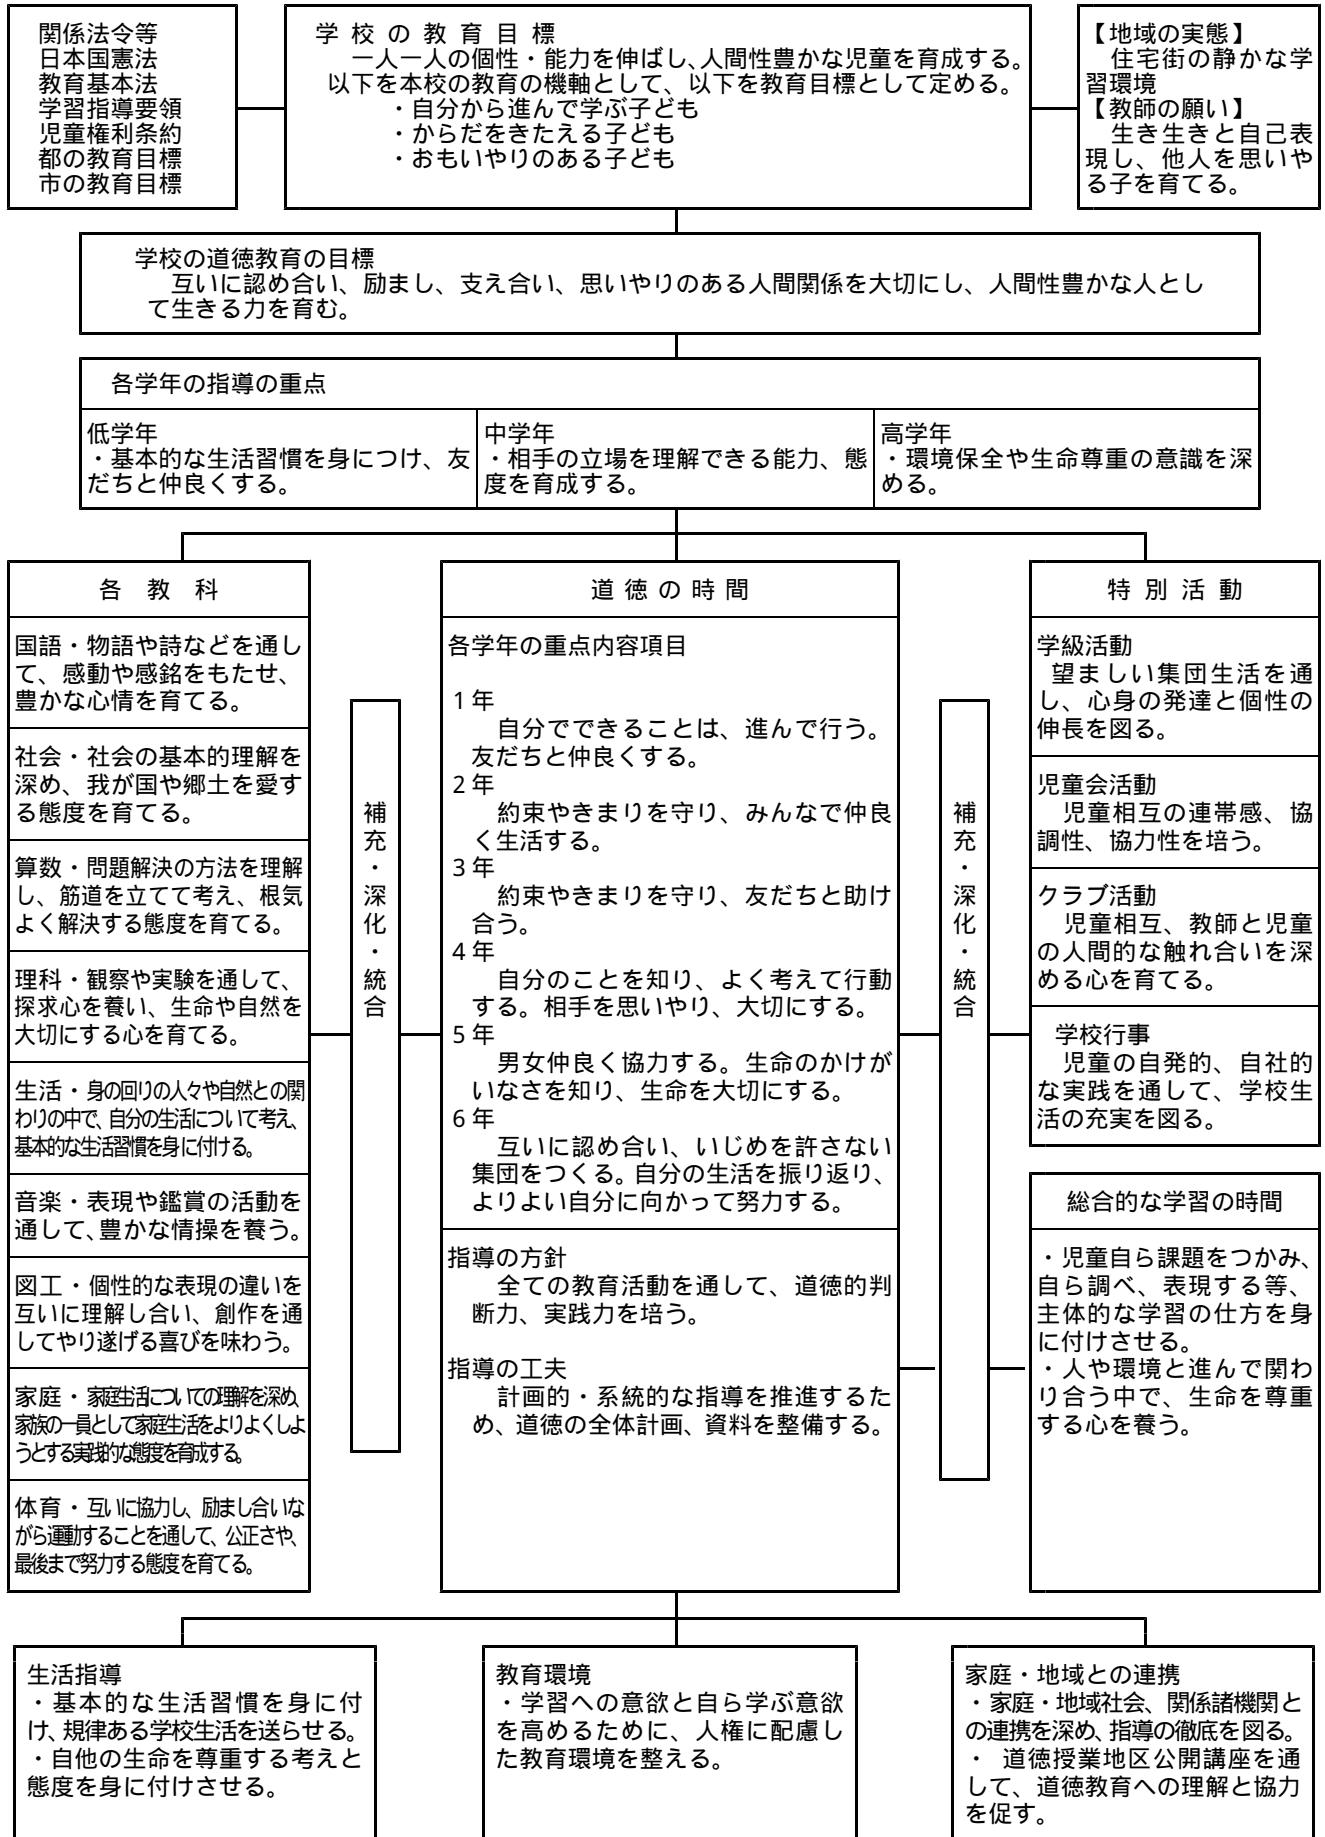 関係法令等
日本国憲法
教育基本法
学習指導要領
児童権利条約
都の教育目標
市の教育目標
学校の教育目標
一人一人の個性・能力を伸ばし、人間性豊かな児童を育成する。
以下を本校の教育の機軸として、以下を教育目標として定める。
・自分から進んで学ぶ子ども
・からだをきたえる子ども
・おもいやりのある子ども
【地域の実態】
住宅街の静かな学
習環境
【教師の願い】
生き生きと自己表
現し、他人を思いや
る子を育てる。
学校の道徳教育の目標
互いに認め合い、励まし、支え合い、思いやりのある人間関係を大切にし、人間性豊かな人とし
て生きる力を育む。
各学年の指導の重点
低学年
・基本的な生活習慣を身につけ、友
だちと仲良くする。
中学年
・相手の立場を理解できる能力、態
度を育成する。
高学年
・環境保全や生命尊重の意識を深
める。
各教科
国語・物語や詩などを通し
て、感動や感銘をもたせ、
豊かな心情を育てる。
社会・社会の基本的理解を
深め、我が国や郷土を愛す
る態度を育てる。
算数・問題解決の方法を理解
し、筋道を立てて考え、根気
よく解決する態度を育てる。
理科・観察や実験を通して、
探求心を養い、生命や自然を
大切にする心を育てる。
生活・身の回りの人々や自然との関
わりの中で、自分の生活について考え、
基本的な生活習慣を身に付ける。
音楽・表現や鑑賞の活動を
通して、豊かな情操を養う。
図工・個性的な表現の違いを
互いに理解し合い、創作を通
してやり遂げる喜びを味わう。
家庭・家庭生活についての理解を深め、
家族の一員として家庭生活をよりよくしよ
うとする実践的な態度を育成する。
体育・互いに協力し、励まし合いな
がら運動することを通して、公正さや、
最後まで努力する態度を育てる。
補充・深化・統合
道徳の時間
各学年の重点内容項目
1年
自分でできることは、進んで行う。
友だちと仲良くする。
2年
約束やきまりを守り、みんなで仲良
く生活する。
3年
約束やきまりを守り、友だちと助け
合う。
4年
自分のことを知り、よく考えて行動
する。相手を思いやり、大切にする。
5年
男女仲良く協力する。生命のかけが
いなさを知り、生命を大切にする。
6年
互いに認め合い、いじめを許さない
集団をつくる。自分の生活を振り返り、
よりよい自分に向かって努力する。
指導の方針
全ての教育活動を通して、道徳的判
断力、実践力を培う。
指導の工夫
計画的・系統的な指導を推進するた
め、道徳の全体計画、資料を整備する。
補充・深化・統合
特別活動
学級活動
望ましい集団生活を通
し、心身の発達と個性の
伸長を図る。
児童会活動
児童相互の連帯感、協
調性、協力性を培う。
クラブ活動
児童相互、教師と児童
の人間的な触れ合いを深
める心を育てる。
学校行事
児童の自発的、自社的
な実践を通して、学校生
活の充実を図る。
総合的な学習の時間
・児童自ら課題をつかみ、
自ら調べ、表現する等、
主体的な学習の仕方を身
に付けさせる。
・人や環境と進んで関わ
り合う中で、生命を尊重
する心を養う。
生活指導
・基本的な生活習慣を身に付
け、規律ある学校生活を送らせる。
・自他の生命を尊重する考えと
態度を身に付けさせる。
教育環境
・学習への意欲と自ら学ぶ意欲
を高めるために、人権に配慮し
た教育環境を整える。
家庭・地域との連携
・家庭・地域社会、関係諸機関と
の連携を深め、指導の徹底を図る。
・ 道徳授業地区公開講座を通
して、道徳教育への理解と協力
を促す。